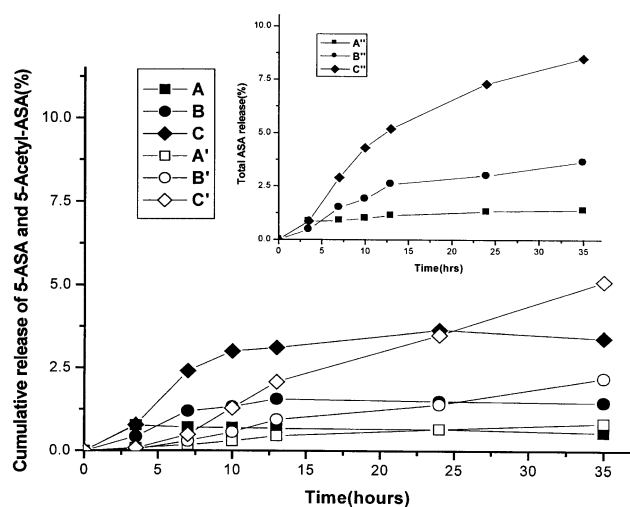 10.0
7.5
5.0
2.5
0.0
Total ASA release(%)
A''
B''
C''
0 5 10 15 20 25 30 35
Time(hrs)
10.0
7.5
5.0
2.5
0.0
Cumulative release of 5-ASA and 5-Acetyl-ASA(%)
A
B
C
A'
B'
C'
0 5 10 15 20 25 30 35
Time(hours)